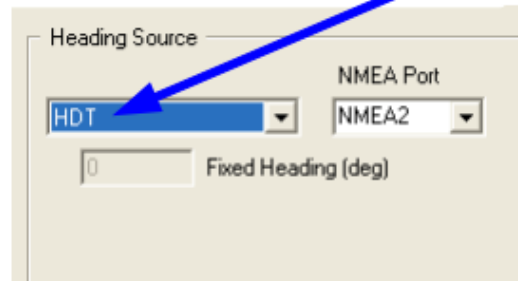 Heading Source
NMEA Port
HDT NMEA2
0 Fixed Heading (deg)